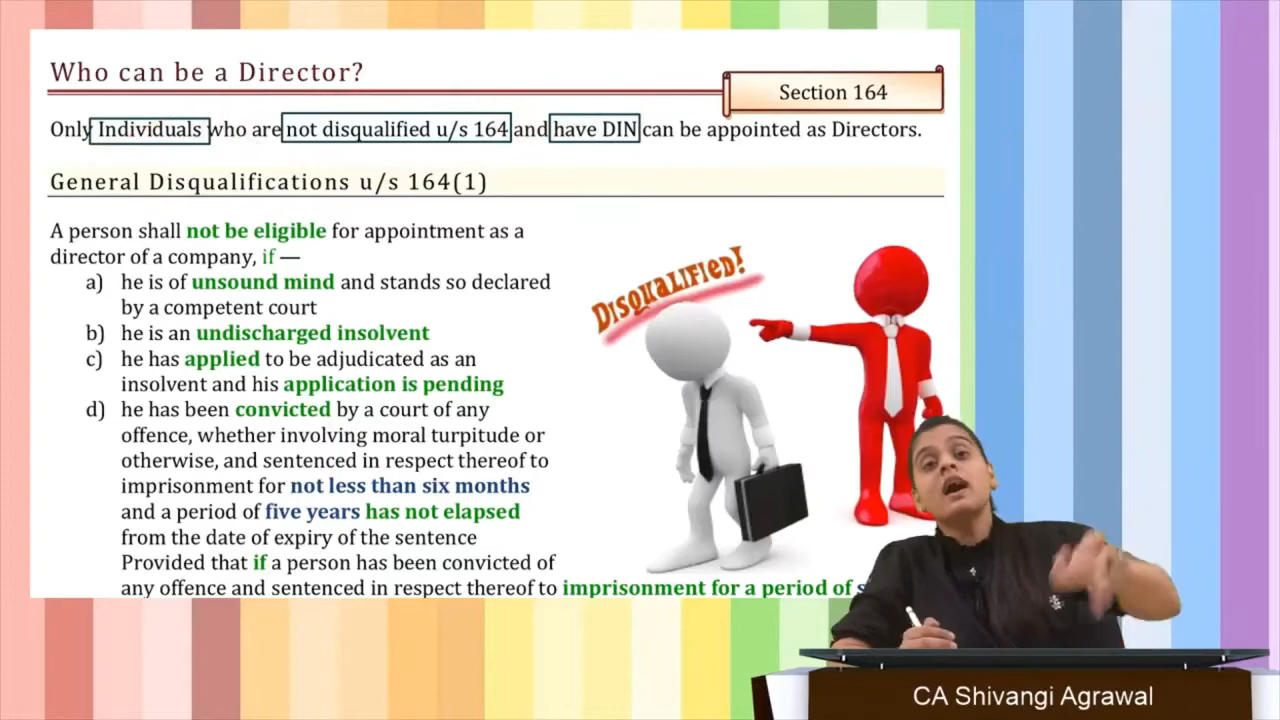 Who can be a Director?
Section 164
Only Individuals who are not disqualified u/s 164 and have DIN can be appointed as Directors.
General Disqualifications u/s 164(1)
A person shall not be eligible for appointment as a
director of a company, if —
a) he is of unsound mind and stands so declared
by a competent court
b) he is an undischarged insolvent
c) he has applied to be adjudicated as an
insolvent and his application is pending
d) he has been convicted by a court of any
offence, whether involving moral turpitude or
otherwise, and sentenced in respect thereof to
imprisonment for not less than six months
and a period of five years has not elapsed
from the date of expiry of the sentence
Provided that if a person has been convicted of
any offence and sentenced in respect thereof to imprisonment for a period of
DISQUALIFIED!
CA Shivangi Agrawal